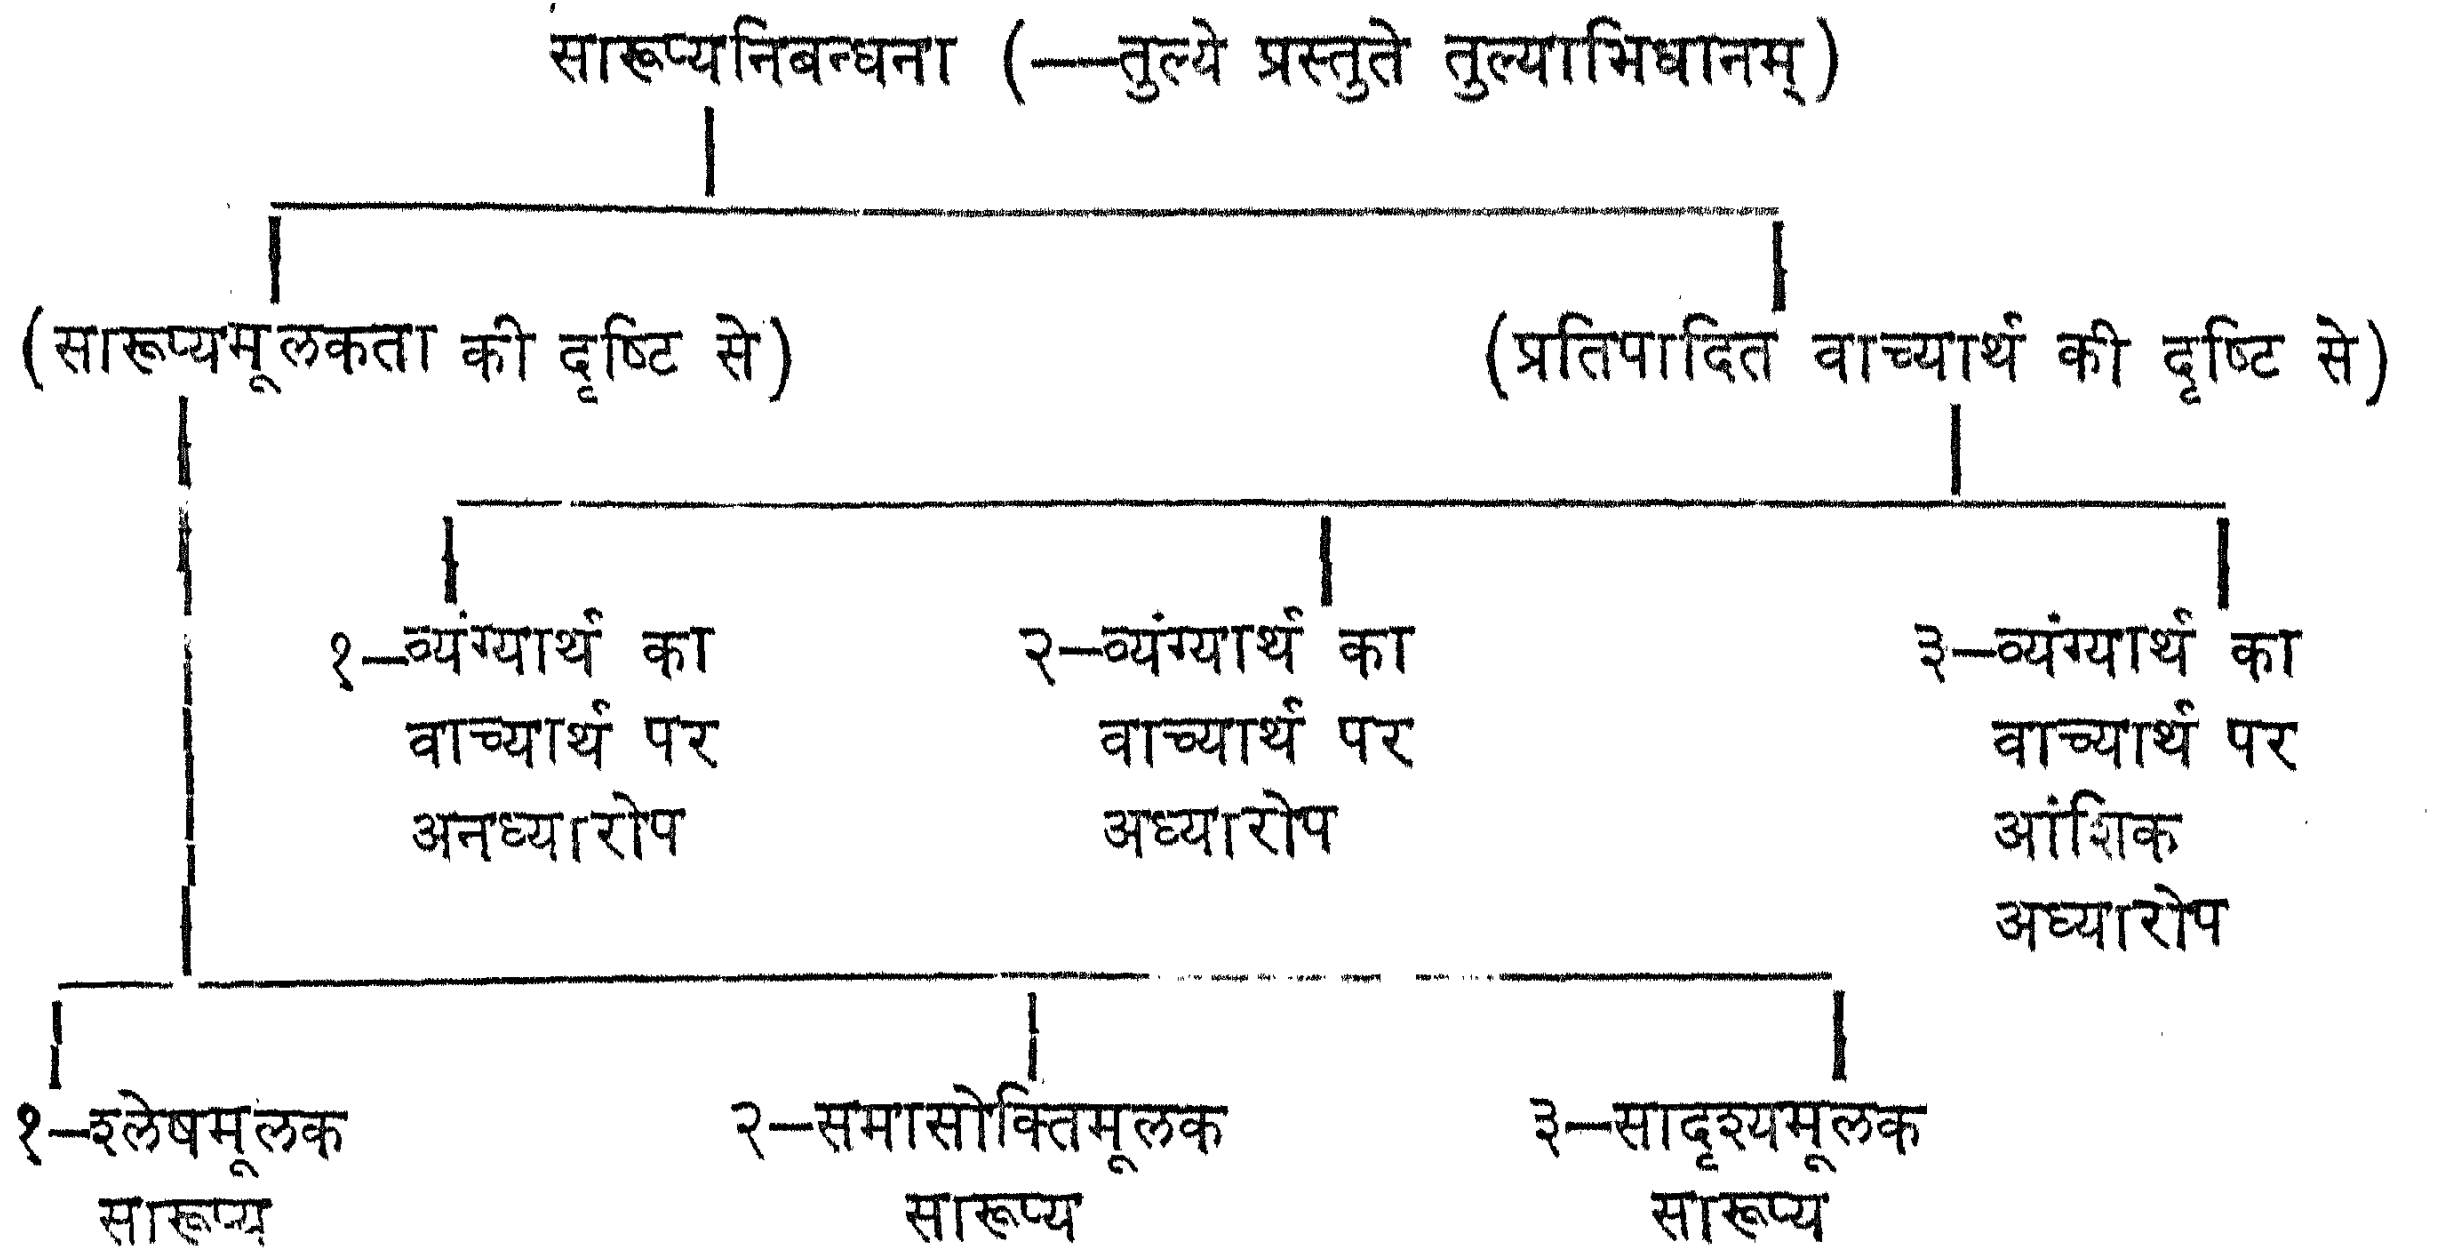 सारूप्यनिबन्धना (—तुल्ये प्रस्तुते तुल्याभिधानम्)
(सारूप्यमूलकता की दृष्टि से)
(प्रतिपादित वाच्यार्थ की दृष्टि से)
१—व्यंग्यार्थ का
वाच्यार्थ पर
अनध्यारोप
२—व्यंग्यार्थ का
वाच्यार्थ पर
अध्यारोप
३—व्यंग्यार्थ का
वाच्यार्थ पर
आंशिक
अध्यारोप
१—श्लेषमूलक
सारूप्य
२—समासोक्तिमूलक
सारूप्य
३—सादृश्यमूलक
सारूप्य